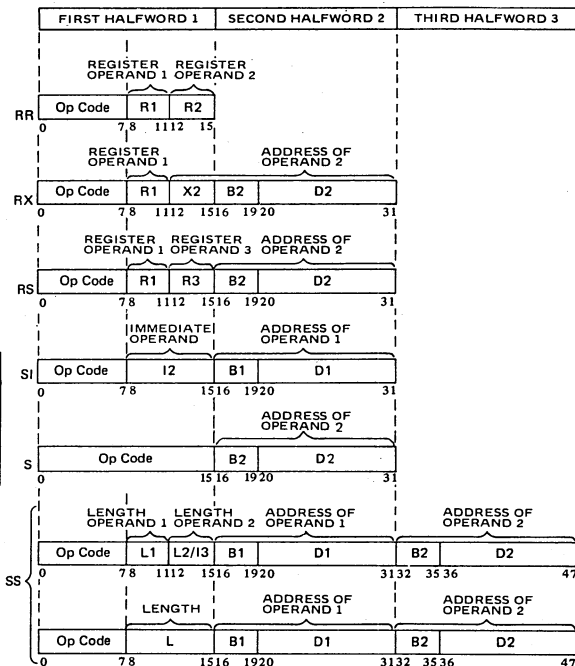 FIRST HALFWORD 1 SECOND HALFWORD 2 THIRD HALFWORD 3
REGISTER REGISTER
OPERAND 1 OPERAND 2
RR Op Code R1 R2
0 7 8 11 12 15
REGISTER ADDRESS OF
OPERAND 1 OPERAND 2
RX Op Code R1 X2 B2 D2
0 7 8 11 12 15 16 19 20 31
REGISTER REGISTER ADDRESS OF
OPERAND 1 OPERAND 3 OPERAND 2
RS Op Code R1 R3 B2 D2
0 7 8 11 12 15 16 19 20 31
IMMEDIATE ADDRESS OF
OPERAND OPERAND 1
SI Op Code I2 B1 D1
0 7 8 15 16 19 20 31
ADDRESS OF
OPERAND 2
S Op Code B2 D2
0 15 16 19 20 31
LENGTH LENGTH ADDRESS OF ADDRESS OF
OPERAND 1 OPERAND 2 OPERAND 1 OPERAND 2
Op Code L1 L2/I3 B1 D1 B2 D2
0 7 8 11 12 15 16 19 20 31 32 35 36 47
SS
LENGTH ADDRESS OF ADDRESS OF
OPERAND 1 OPERAND 2
Op Code L B1 D1 B2 D2
0 7 8 15 16 19 20 31 32 35 36 47